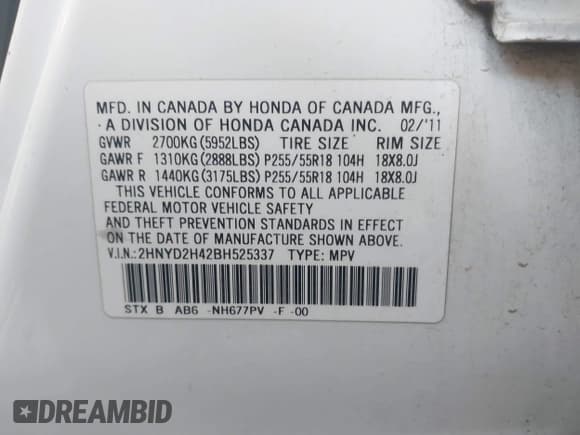 MFD. IN CANADA BY HONDA OF CANADA MFG.,
A DIVISION OF HONDA CANADA INC. 02/'11
GVWR 2700KG(5952LBS) TIRE SIZE RIM SIZE
GAWR F 1310KG(2888LBS) P255/55R18 104H 18X8.0J
GAWR R 1440KG(3175LBS) P255/55R18 104H 18X8.0J
THIS VEHICLE CONFORMS TO ALL APPLICABLE
FEDERAL MOTOR VEHICLE SAFETY
AND THEFT PREVENTION STANDARDS IN EFFECT
ON THE DATE OF MANUFACTURE SHOWN ABOVE.
V.I.N.:2HNYD2H42BH525337 TYPE: MPV
STX B AB6 -NH677PV -F -00
DREAMBID